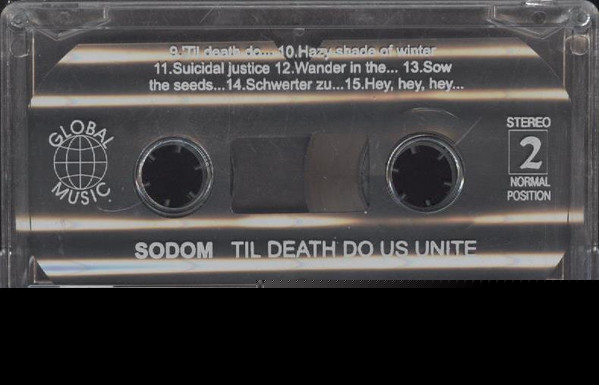 9.'Til death do... 10.Hazy shade of winter
11.Suicidal justice 12.Wander in the... 13.Sow
the seeds...14.Schwerter zu...15.Hey, hey, hey...
GLOBAL
MUSIC
STEREO
2
NORMAL
POSITION
SODOM TIL DEATH DO US UNITE